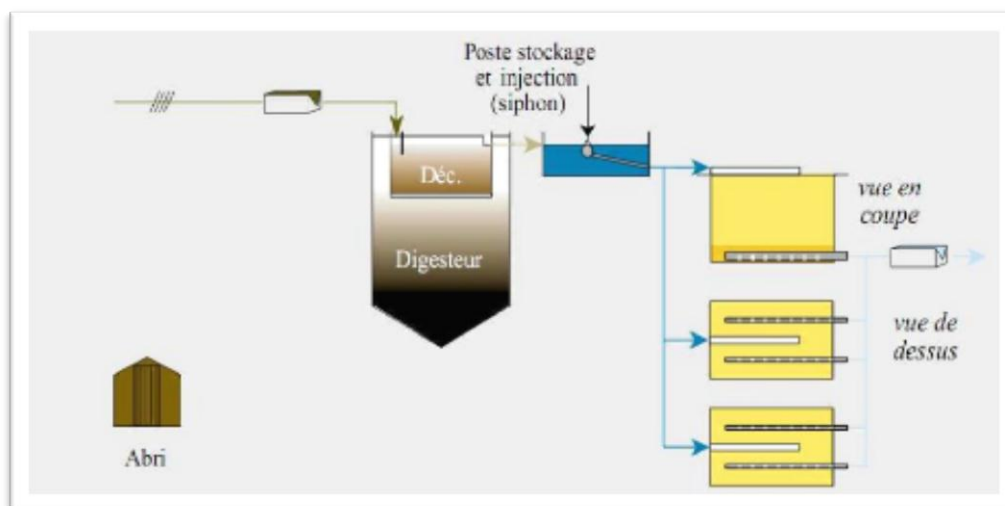 Poste stockage
et injection
(siphon)
Déc.
Digesteur
vue en
coupe
vue de
dessus
Abri